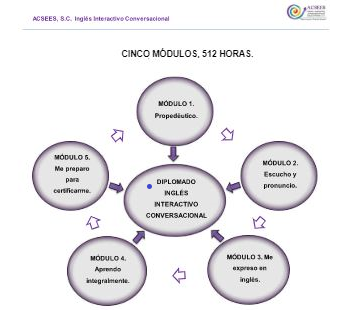 ACSEES, S.C. Inglés Interactivo Conversacional
ACSEES
CINCO MÓDULOS, 512 HORAS.
MÓDULO 1.
Propedéutico.
MÓDULO 5.
Me preparo
para
certificarme.
MÓDULO 2.
Escucho y
pronuncio.
DIPLOMADO
INGLÉS
INTERACTIVO
CONVERSACIONAL
MÓDULO 4.
Aprendo
integralmente.
MÓDULO 3. Me
expreso en
inglés.